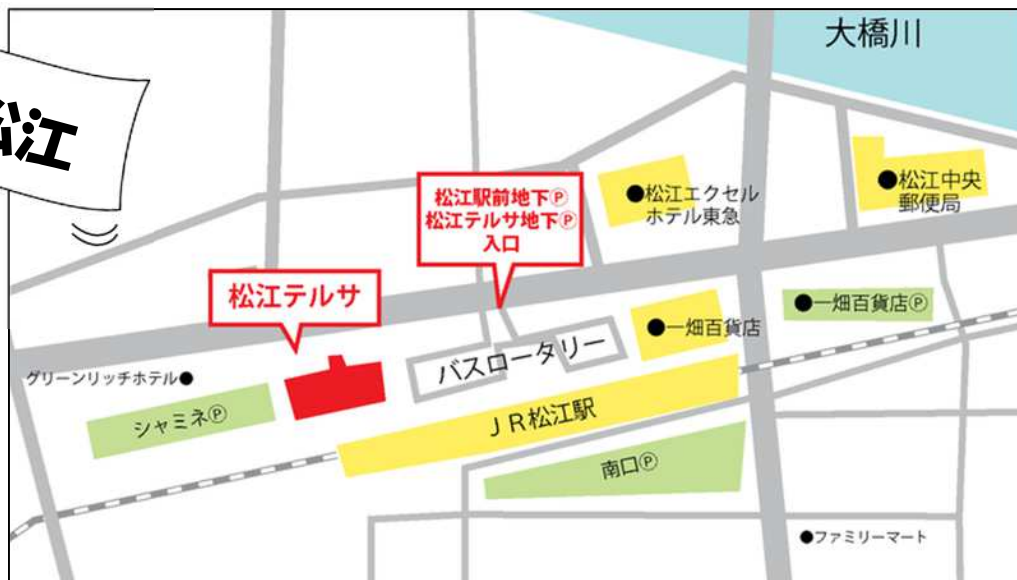 大橋川
松江
松江駅前地下Ⓟ
松江テルサ地下Ⓟ
入口
●松江エクセル
ホテル東急
●松江中央
郵便局
松江テルサ
●一畑百貨店Ⓟ
●一畑百貨店
バスロータリー
グリーンリッチホテル●
シャミネⓅ
ＪＲ松江駅
南口Ⓟ
●ファミリーマート